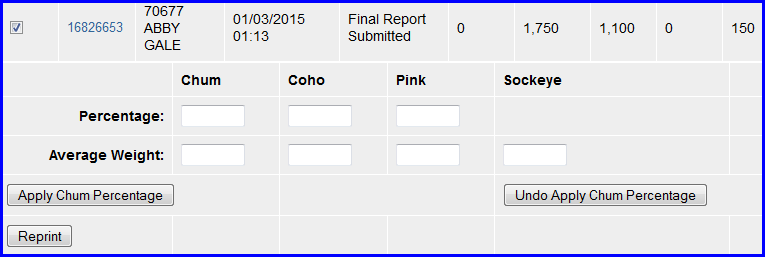 16826653 70677 ABBY GALE 01/03/2015 01:13 Final Report Submitted 0 1,750 1,100 0 150
Chum Coho Pink Sockeye
Percentage:
Average Weight:
Apply Chum Percentage Undo Apply Chum Percentage
Reprint